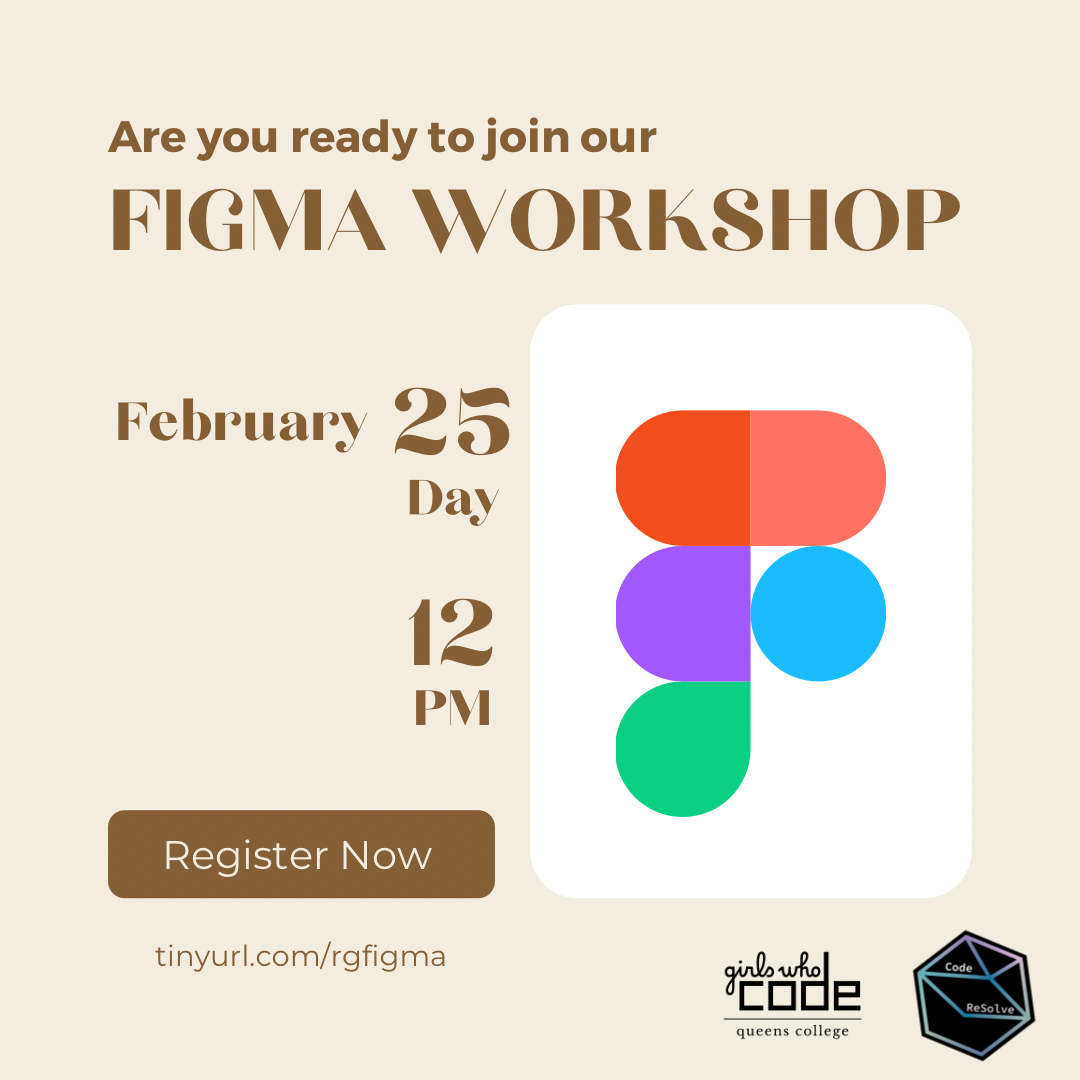 Are you ready to join our
FIGMA WORKSHOP
February 25
Day
12
PM
Register Now
tinyurl.com/rgfigma
girls who
code
queens college
Code
ReSolve